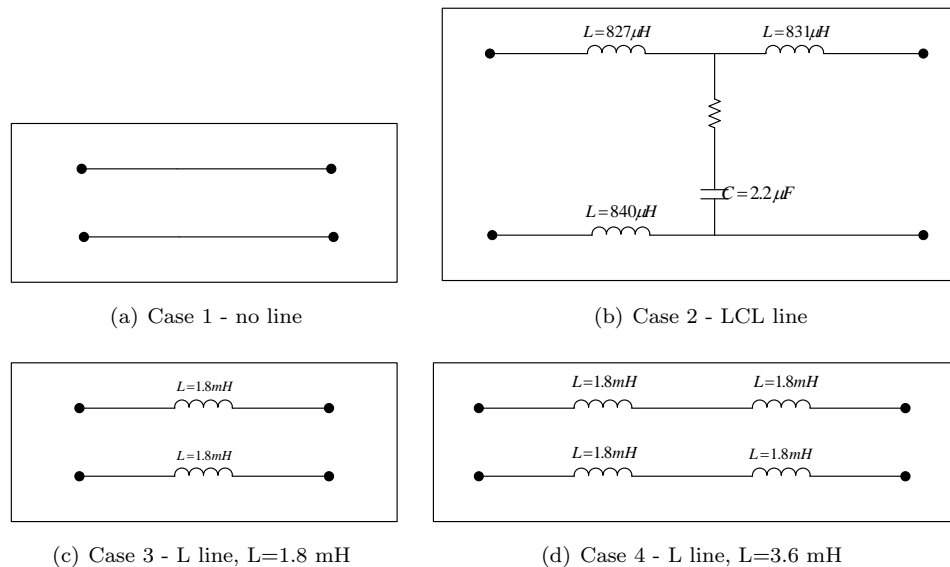 L=827μH
L=831μH
C=2.2μF
L=840μH
(a) Case 1 - no line
(b) Case 2 - LCL line
L=1.8mH
L=1.8mH
L=1.8mH
L=1.8mH
L=1.8mH
L=1.8mH
(c) Case 3 - L line, L=1.8 mH
(d) Case 4 - L line, L=3.6 mH